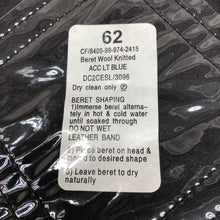 62
CF/8405-99-974-2415
Beret Wool Knitted
ACC LT BLUE
DC2CESL/3096
Dry clean only
BERET SHAPING
1)Immerse beret alterna-
tely in hot & cold water
until soaked through
DO NOT WET
LEATHER BAND
2) Place beret on head &
mould to desired shape
3) Leave beret to dry
naturally